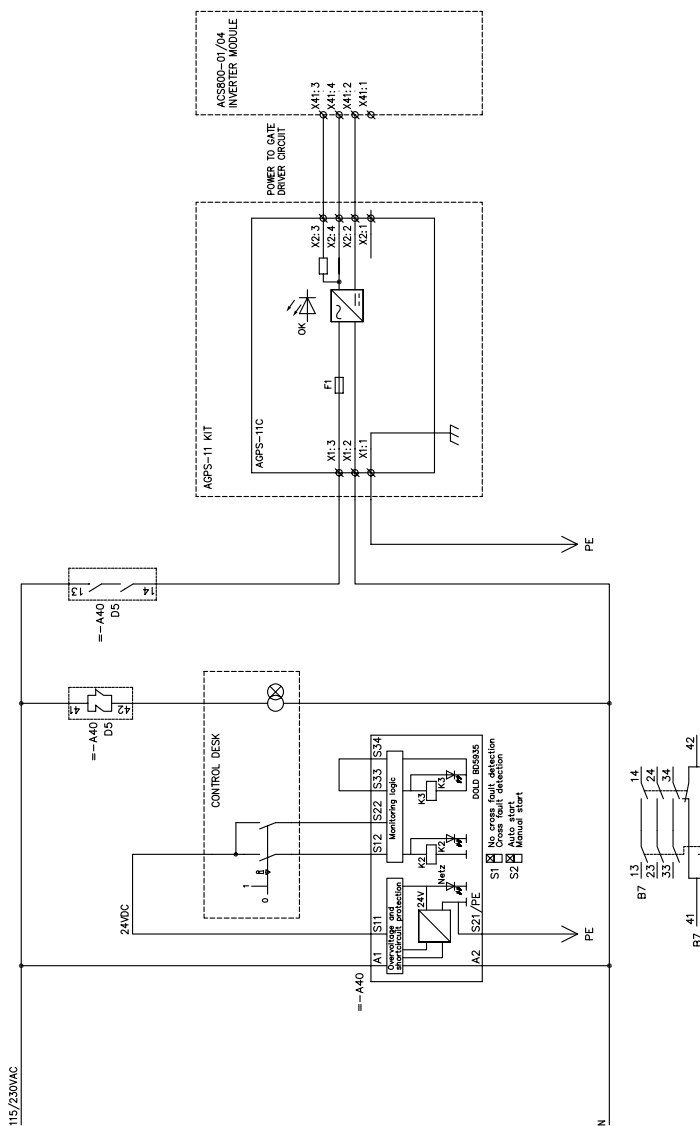 ACS800-01/04
INVERTER MODULE
X41:3
X41:4
X41:2
X41:1
POWER TO GATE
DRIVER CIRCUIT
AGPS-11 KIT
AGPS-11C
X2:3
X2:4
X2:2
X2:1
OK
F1
X1:3
X1:2
X1:1
PE
13
14
=-A40
D5
41
42
=-A40
D5
CONTROL DESK
0
1
B
24VDC
=-A40
A1
S11
S12
S22
S33
S34
Overvoltage and
shortcircuit protection
Monitoring logic
24V
Netz
K2
K2
K3
K3
A2
S21/PE
DOLD BD5935
S1
No cross fault detection
Cross fault detection
S2
Auto start
Manual start
PE
115/230VAC
N
13
14
B7
23
24
33
34
41
42
B7